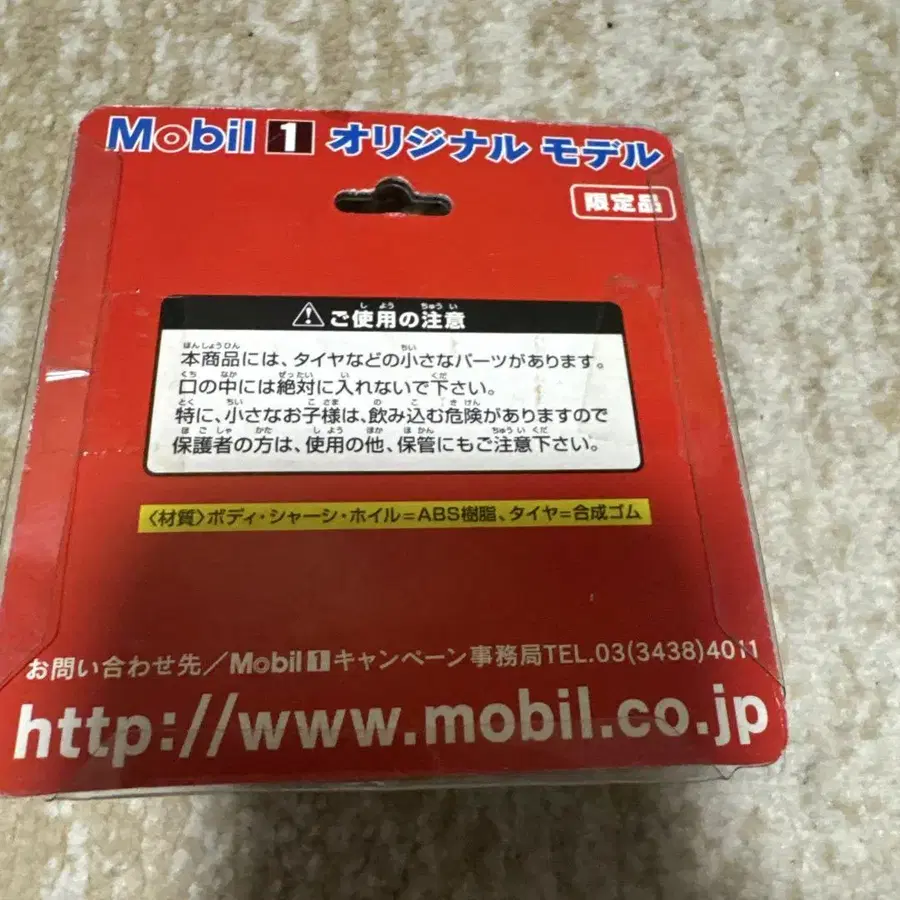 Mobil 1 オリジナル モデル
限定品
⚠ご使用の注意
本商品には、タイヤなどの小さなパーツがあります。
口の中には絶対に入れないで下さい。
特に、小さなお子様は、飲み込む危険がありますので
保護者の方は、使用の他、保管にもご注意下さい。
〈材質〉ボディ・シャーシ・ホイル=ABS樹脂、タイヤ=合成ゴム
お問い合わせ先/Mobil 1 キャンペーン事務局TEL.03(3438)4011
http://www.mobil.co.jp